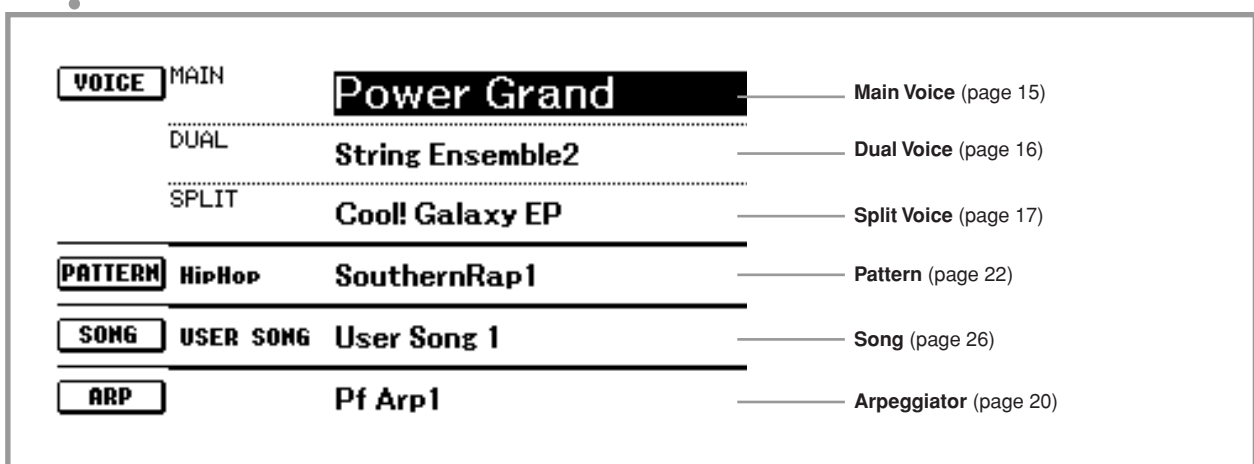 VOICE MAIN Power Grand Main Voice (page 15)
DUAL String Ensemble2 Dual Voice (page 16)
SPLIT Cool! Galaxy EP Split Voice (page 17)
PATTERN HipHop SouthernRap1 Pattern (page 22)
SONG USER SONG User Song 1 Song (page 26)
ARP Pf Arp1 Arpeggiator (page 20)